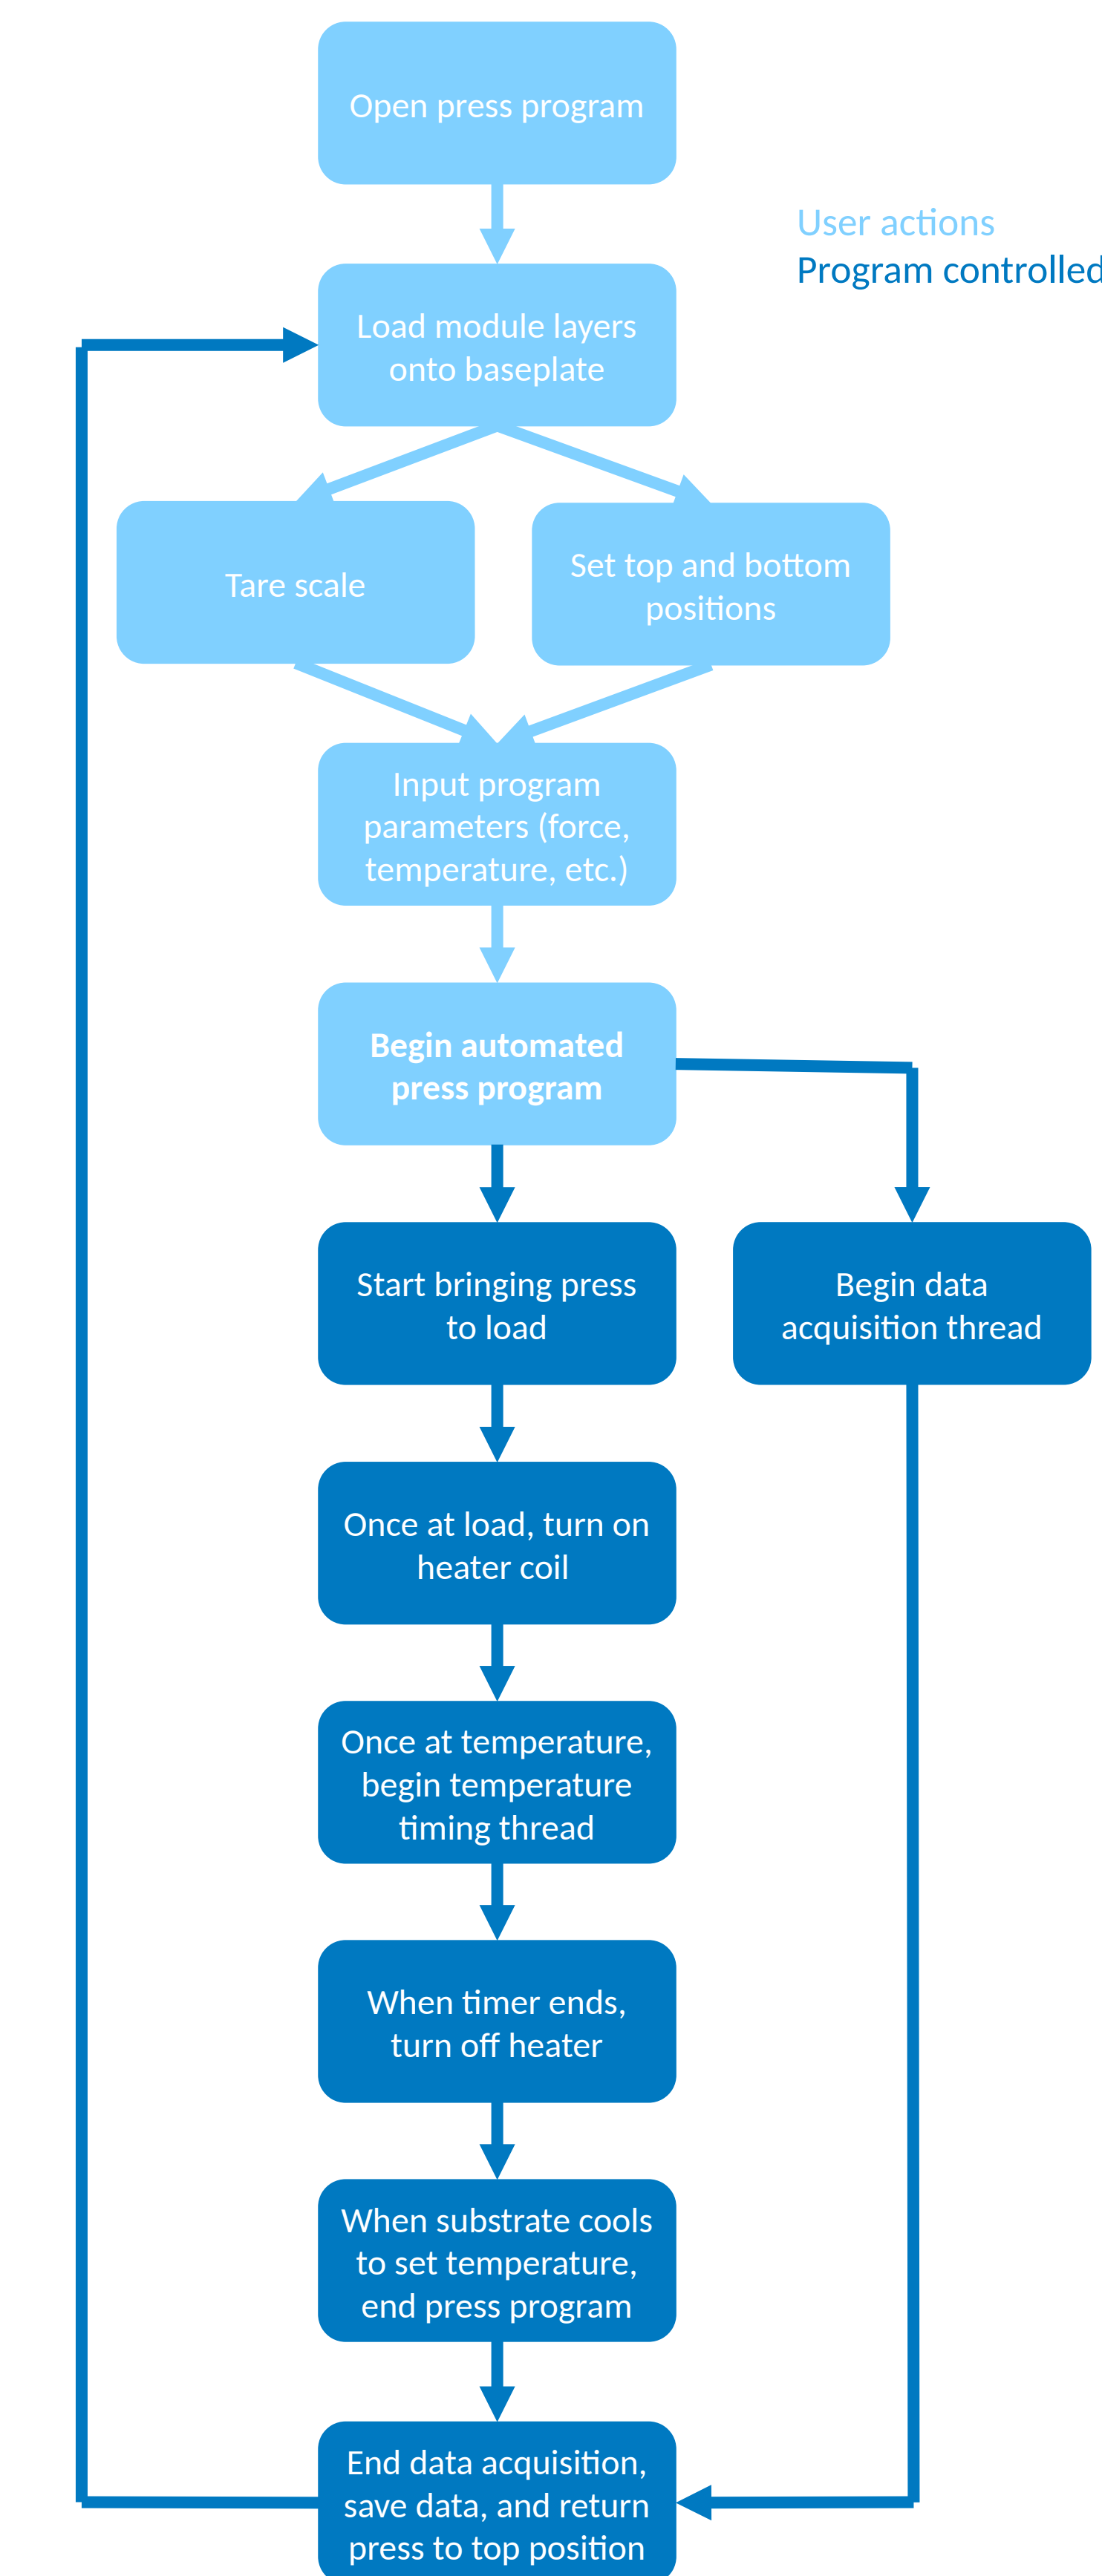 Open press program
User actions
Program controlled
Load module layers
onto baseplate
Tare scale
Set top and bottom
positions
Input program
parameters (force,
temperature, etc.)
Begin automated
press program
Start bringing press
to load
Begin data
acquisition thread
Once at load, turn on
heater coil
Once at temperature,
begin temperature
timing thread
When timer ends,
turn off heater
When substrate cools
to set temperature,
end press program
End data acquisition,
save data, and return
press to top position